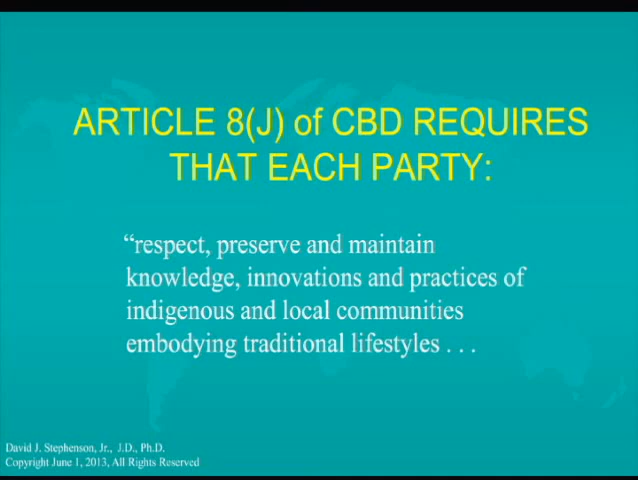 ARTICLE 8(J) of CBD REQUIRES
THAT EACH PARTY:
“respect, preserve and maintain
knowledge, innovations and practices of
indigenous and local communities
embodying traditional lifestyles . . .
David J. Stephenson, Jr., J.D., Ph.D.
Copyright June 1, 2013, All Rights Reserved